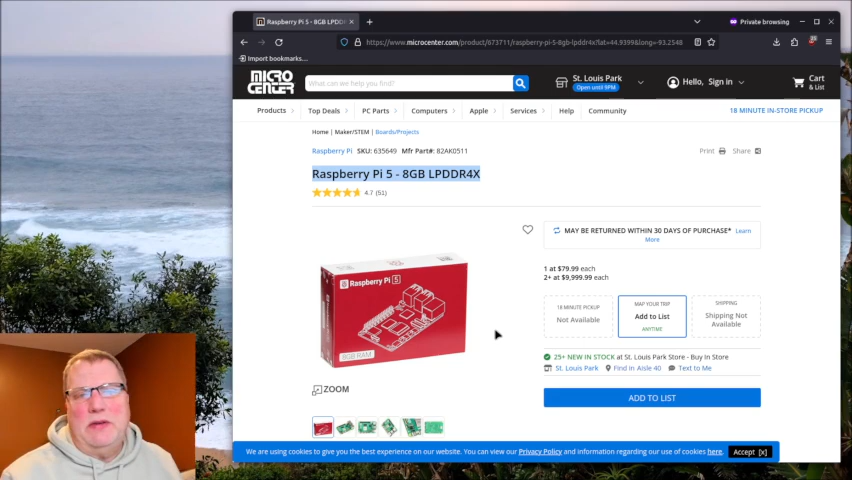 Raspberry Pi 5 - 8GB LPDDR
Private browsing
https://www.microcenter.com/product/673711/raspberry-pi-5-8gb-lpddr4x?lat=44.9399&long=-93.2548
Import bookmarks...
MICRO CENTER
What can we help you find?
St. Louis Park
Open until 9PM
Hello, Sign in
Cart
& List
Products
Top Deals
PC Parts
Computers
Apple
Services
Help
Community
18 MINUTE IN-STORE PICKUP
Home | Maker/STEM | Boards/Projects
Raspberry Pi SKU: 635649 Mfr Part#: 82AK0511
Print
Share
Raspberry Pi 5 - 8GB LPDDR4X
4.7 (51)
MAY BE RETURNED WITHIN 30 DAYS OF PURCHASE* Learn
More
1 at $79.99 each
2+ at $9,999.99 each
18 MINUTE PICKUP
Not Available
MAP YOUR TRIP
Add to List
ANYTIME
SHIPPING
Shipping Not
Available
Raspberry Pi 5
8GB RAM
25+ NEW IN STOCK at St. Louis Park Store - Buy In Store
St. Louis Park
Find in Aisle 40
Text to Me
ZOOM
ADD TO LIST
We are using cookies to give you the best experience on our website. You can view our Privacy Policy and information regarding our use of cookies here.
Accept [x]